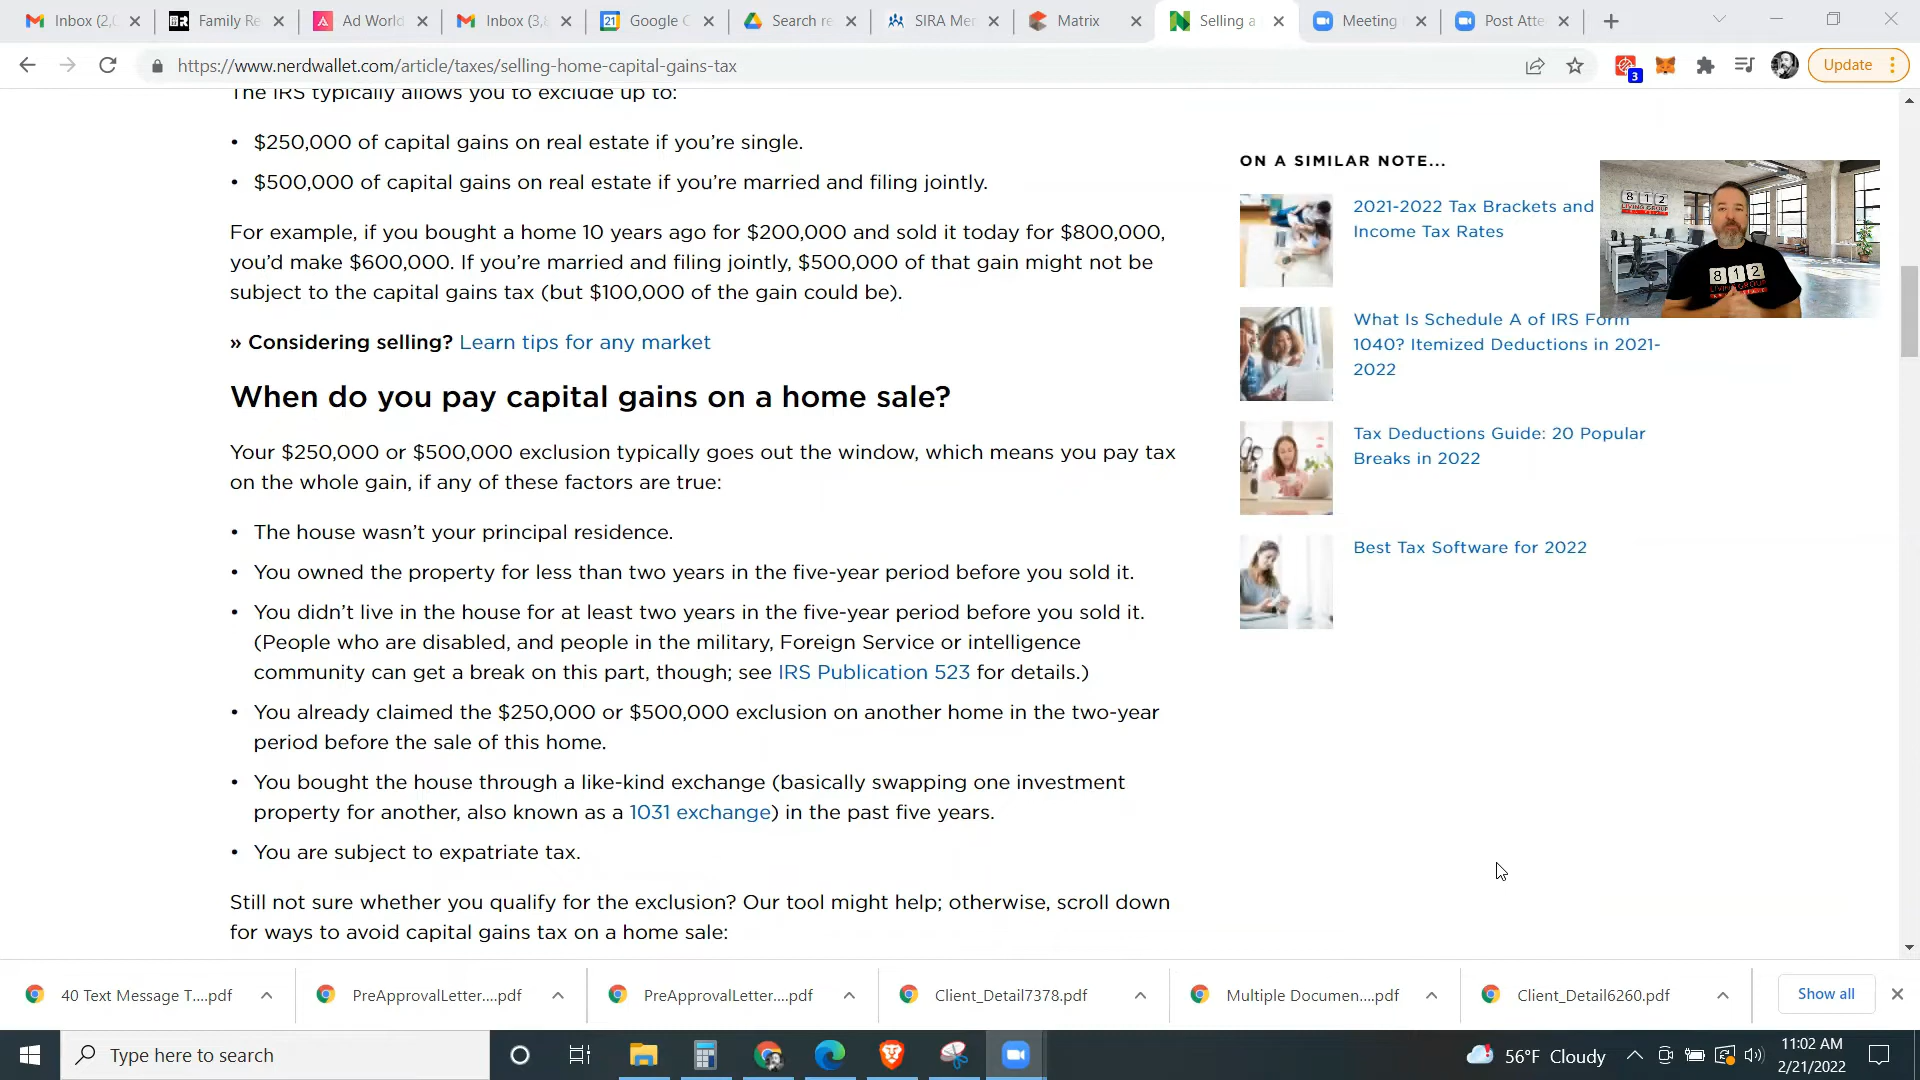 Inbox (2,
Family Re
Ad World
Inbox (3,
Google C
Search re
SIRA Mer
Matrix
Selling a
Meeting
Post Atte
https://www.nerdwallet.com/article/taxes/selling-home-capital-gains-tax
3
Update
The IRS typically allows you to exclude up to:
• $250,000 of capital gains on real estate if you’re single.
• $500,000 of capital gains on real estate if you’re married and filing jointly.
For example, if you bought a home 10 years ago for $200,000 and sold it today for $800,000,
you’d make $600,000. If you’re married and filing jointly, $500,000 of that gain might not be
subject to the capital gains tax (but $100,000 of the gain could be).
» Considering selling? Learn tips for any market
When do you pay capital gains on a home sale?
Your $250,000 or $500,000 exclusion typically goes out the window, which means you pay tax
on the whole gain, if any of these factors are true:
• The house wasn’t your principal residence.
• You owned the property for less than two years in the five-year period before you sold it.
• You didn’t live in the house for at least two years in the five-year period before you sold it.
(People who are disabled, and people in the military, Foreign Service or intelligence
community can get a break on this part, though; see IRS Publication 523 for details.)
• You already claimed the $250,000 or $500,000 exclusion on another home in the two-year
period before the sale of this home.
• You bought the house through a like-kind exchange (basically swapping one investment
property for another, also known as a 1031 exchange) in the past five years.
• You are subject to expatriate tax.
Still not sure whether you qualify for the exclusion? Our tool might help; otherwise, scroll down
for ways to avoid capital gains tax on a home sale:
ON A SIMILAR NOTE...
2021-2022 Tax Brackets and
Income Tax Rates
What Is Schedule A of IRS Form
1040? Itemized Deductions in 2021-
2022
Tax Deductions Guide: 20 Popular
Breaks in 2022
Best Tax Software for 2022
812
LIVING GROUP
812
LIVING GROUP
40 Text Message T....pdf
PreApprovalLetter....pdf
PreApprovalLetter....pdf
Client_Detail7378.pdf
Multiple Documen....pdf
Client_Detail6260.pdf
Show all
Type here to search
56°F Cloudy
11:02 AM
2/21/2022